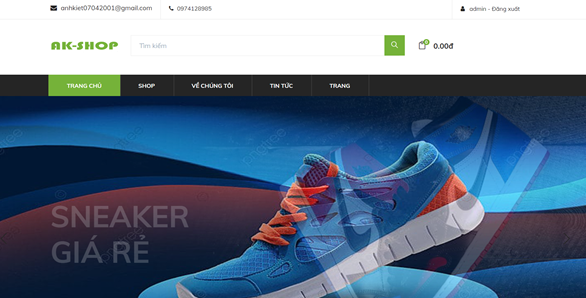 anhkiet07042001@gmail.com
0974128985
admin - Đăng xuất
AK-SHOP
Tìm kiếm
0
0.00đ
TRANG CHỦ
SHOP
VỀ CHÚNG TÔI
TIN TỨC
TRANG
SNEAKER
GIÁ RẺ